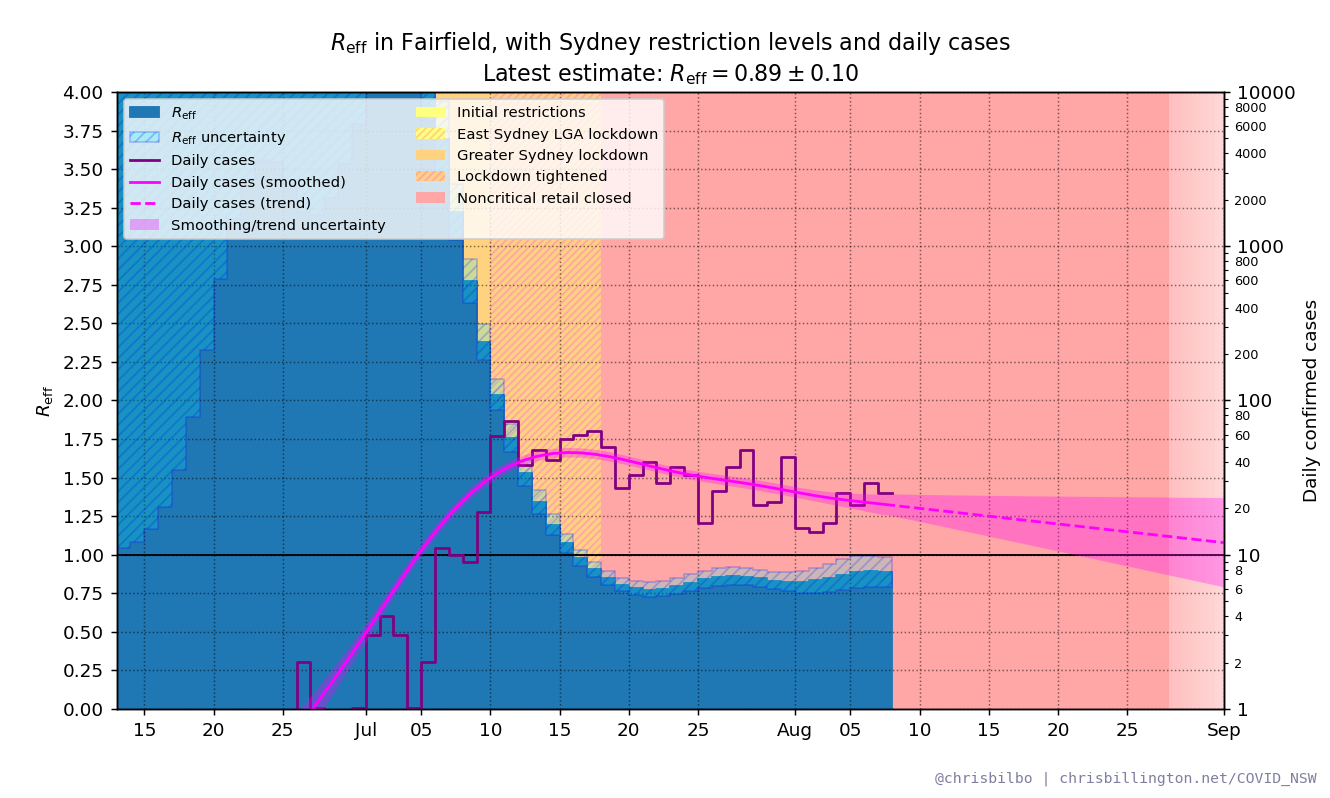 R_eff in Fairfield, with Sydney restriction levels and daily cases
Latest estimate: R_eff = 0.89 ± 0.10
R_eff
R_eff uncertainty
Daily cases
Daily cases (smoothed)
Daily cases (trend)
Smoothing/trend uncertainty
Initial restrictions
East Sydney LGA lockdown
Greater Sydney lockdown
Lockdown tightened
Noncritical retail closed
R_eff
4.00
3.75
3.50
3.25
3.00
2.75
2.50
2.25
2.00
1.75
1.50
1.25
1.00
0.75
0.50
0.25
0.00
10000
8000
6000
4000
2000
1000
800
600
400
200
100
80
60
40
20
10
8
6
4
2
1
Daily confirmed cases
15 20 25 Jul 05 10 15 20 25 Aug 05 10 15 20 25 Sep
@chrisbilbo | chrisbillington.net/COVID_NSW